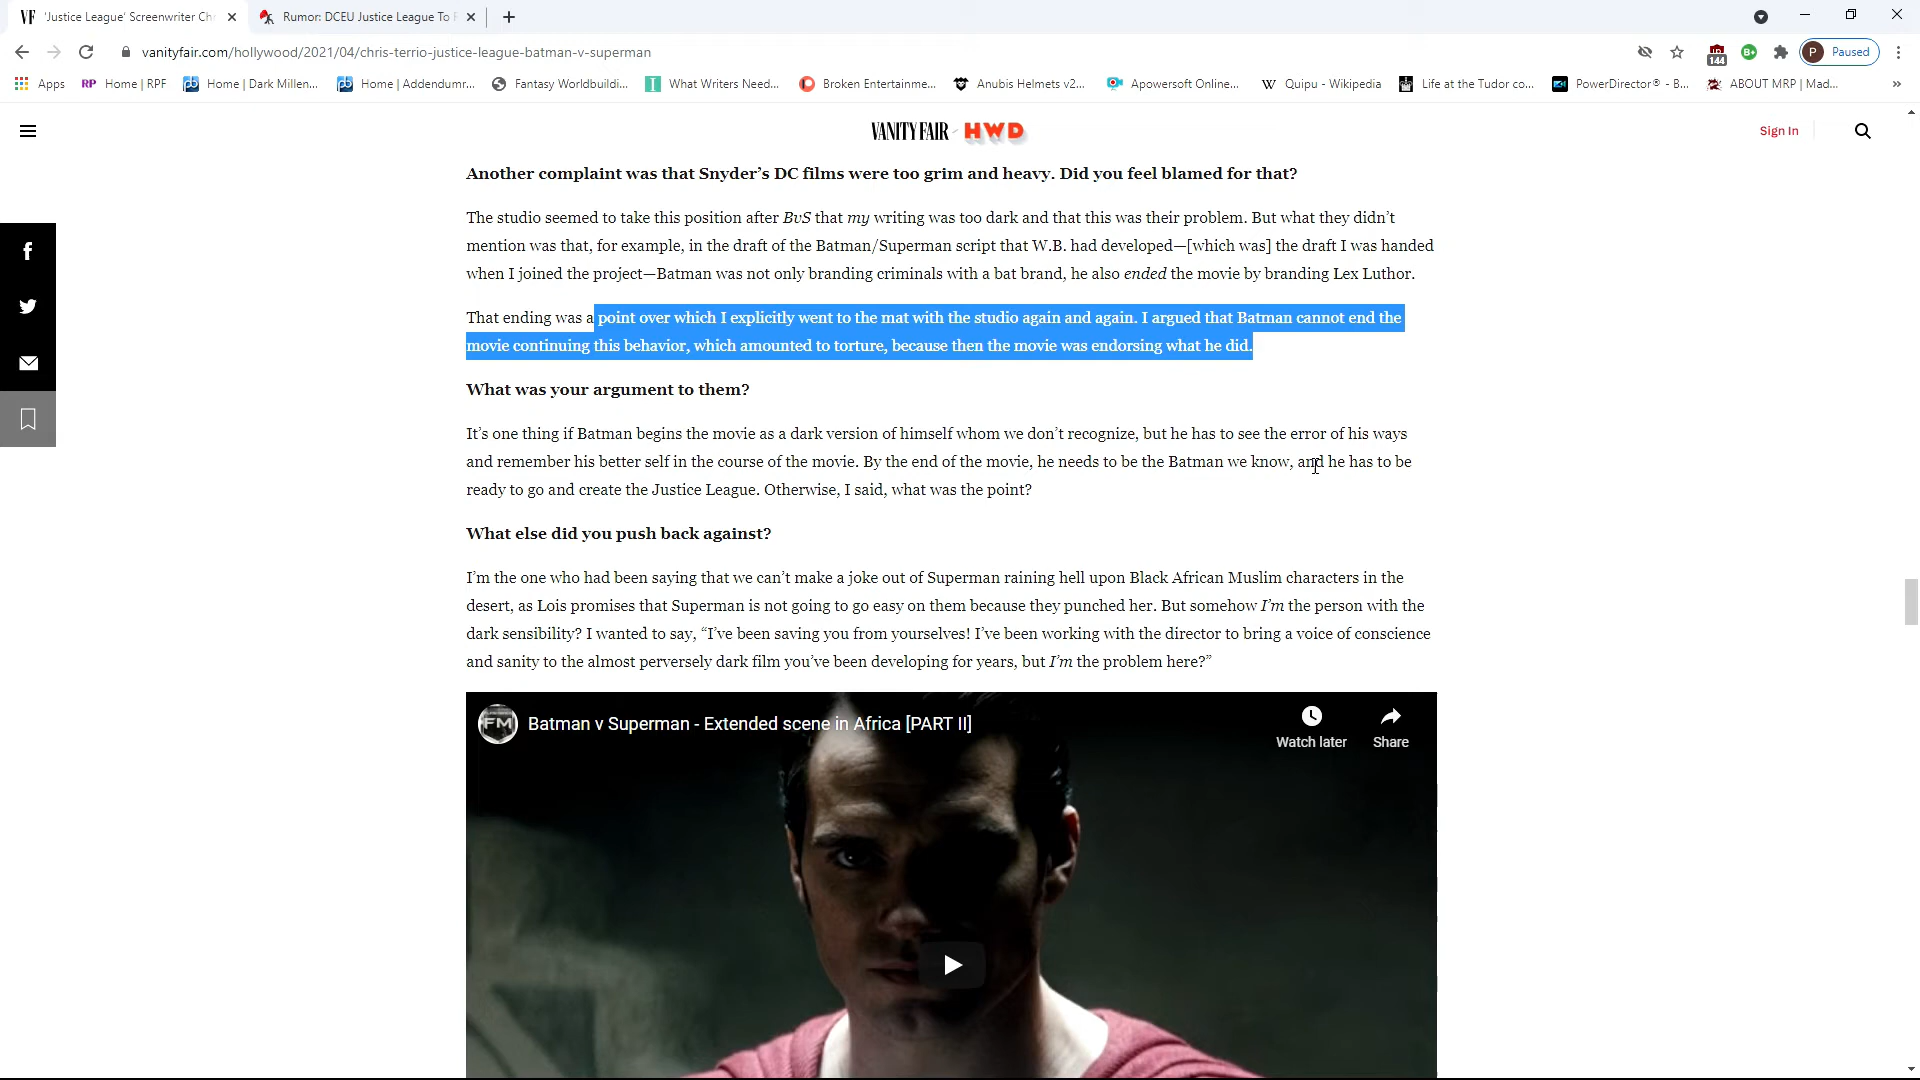 'Justice League' Screenwriter Ch
Rumor: DCEU Justice League To
vanityfair.com/hollywood/2021/04/chris-terrio-justice-league-batman-v-superman
144
B+
P
Paused
Apps
RP Home | RPF
Home | Dark Millen...
Home | Addendumr...
Fantasy Worldbuildi...
What Writers Need...
Broken Entertainme...
Anubis Helmets v2...
Apowersoft Online...
W Quipu - Wikipedia
Life at the Tudor co...
PowerDirector® - B...
ABOUT MRP | Mad...
»
VANITY FAIR HWD
Sign In
Another complaint was that Snyder’s DC films were too grim and heavy. Did you feel blamed for that?
The studio seemed to take this position after BvS that my writing was too dark and that this was their problem. But what they didn’t
mention was that, for example, in the draft of the Batman/Superman script that W.B. had developed—[which was] the draft I was handed
when I joined the project—Batman was not only branding criminals with a bat brand, he also ended the movie by branding Lex Luthor.
That ending was a point over which I explicitly went to the mat with the studio again and again. I argued that Batman cannot end the
movie continuing this behavior, which amounted to torture, because then the movie was endorsing what he did.
What was your argument to them?
It’s one thing if Batman begins the movie as a dark version of himself whom we don’t recognize, but he has to see the error of his ways
and remember his better self in the course of the movie. By the end of the movie, he needs to be the Batman we know, and he has to be
ready to go and create the Justice League. Otherwise, I said, what was the point?
What else did you push back against?
I’m the one who had been saying that we can’t make a joke out of Superman raining hell upon Black African Muslim characters in the
desert, as Lois promises that Superman is not going to go easy on them because they punched her. But somehow I’m the person with the
dark sensibility? I wanted to say, “I’ve been saving you from yourselves! I’ve been working with the director to bring a voice of conscience
and sanity to the almost perversely dark film you’ve been developing for years, but I’m the problem here?”
FM
Batman v Superman - Extended scene in Africa [PART II]
Watch later
Share